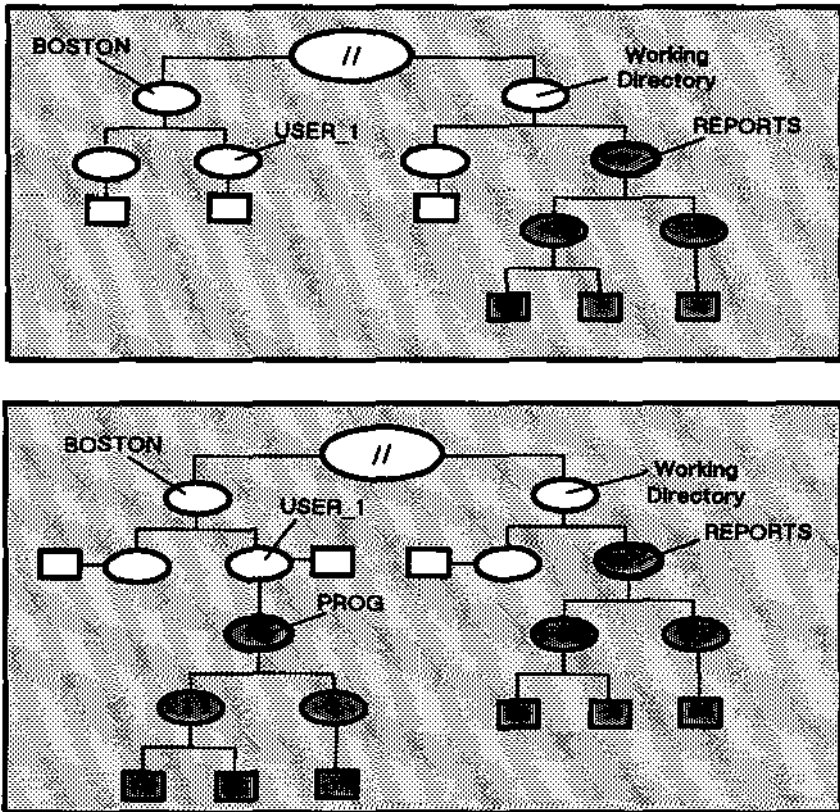 BOSTON
//
Working
Directory
USER_1
REPORTS
BOSTON
//
Working
Directory
USER_1
REPORTS
PROG